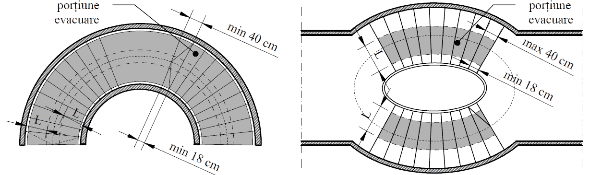 porțiune
evacuare
min 40 cm
min 18 cm
porțiune
evacuare
max 40 cm
min 18 cm